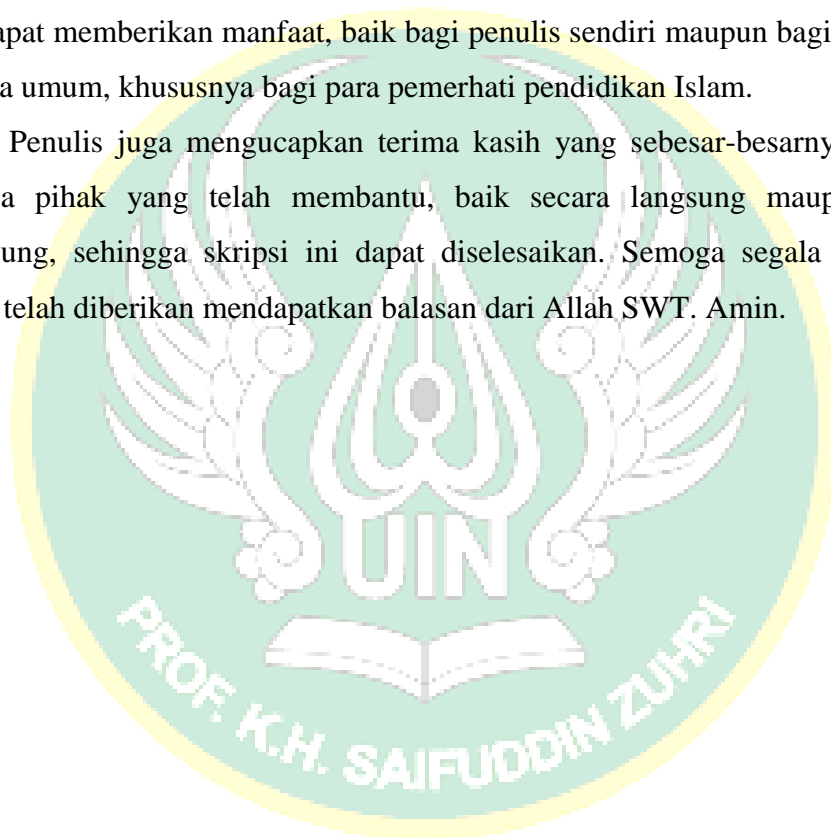 apat memberikan manfaat, baik bagi penulis sendiri maupun bagi
a umum, khususnya bagi para pemerhati pendidikan Islam.
Penulis juga mengucapkan terima kasih yang sebesar-besarny
a pihak yang telah membantu, baik secara langsung maup
ung, sehingga skripsi ini dapat diselesaikan. Semoga segala
telah diberikan mendapatkan balasan dari Allah SWT. Amin.
UIN
PROF. K.H. SAIFUDDIN ZUHRI